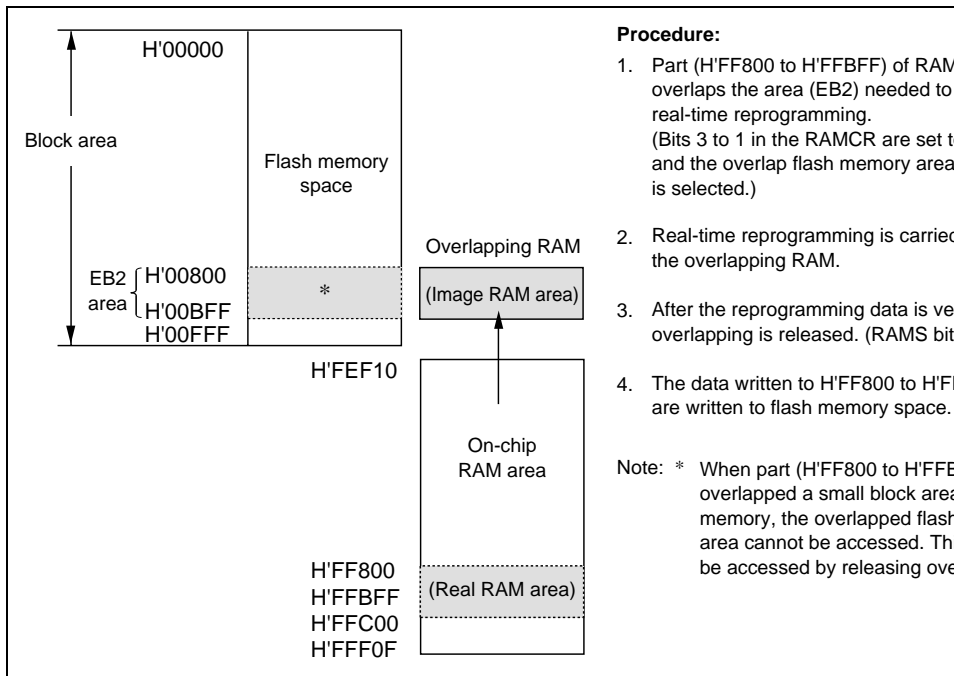 H'00000
Block area
Flash memory
space
EB2
area
H'00800
H'00BFF
H'00FFF
*
Overlapping RAM
(Image RAM area)
H'FEF10
On-chip
RAM area
H'FF800
H'FFBFF
H'FFC00
H'FFF0F
(Real RAM area)
Procedure:
1. Part (H'FF800 to H'FFBFF) of RAM
overlaps the area (EB2) needed to
real-time reprogramming.
(Bits 3 to 1 in the RAMCR are set
and the overlap flash memory area
is selected.)
2. Real-time reprogramming is carried
the overlapping RAM.
3. After the reprogramming data is
overlapping is released. (RAMS bit
4. The data written to H'FF800 to
are written to flash memory space.
Note: * When part (H'FF800 to
overlapped a small block area
memory, the overlapped flash
area cannot be accessed.
be accessed by releasing